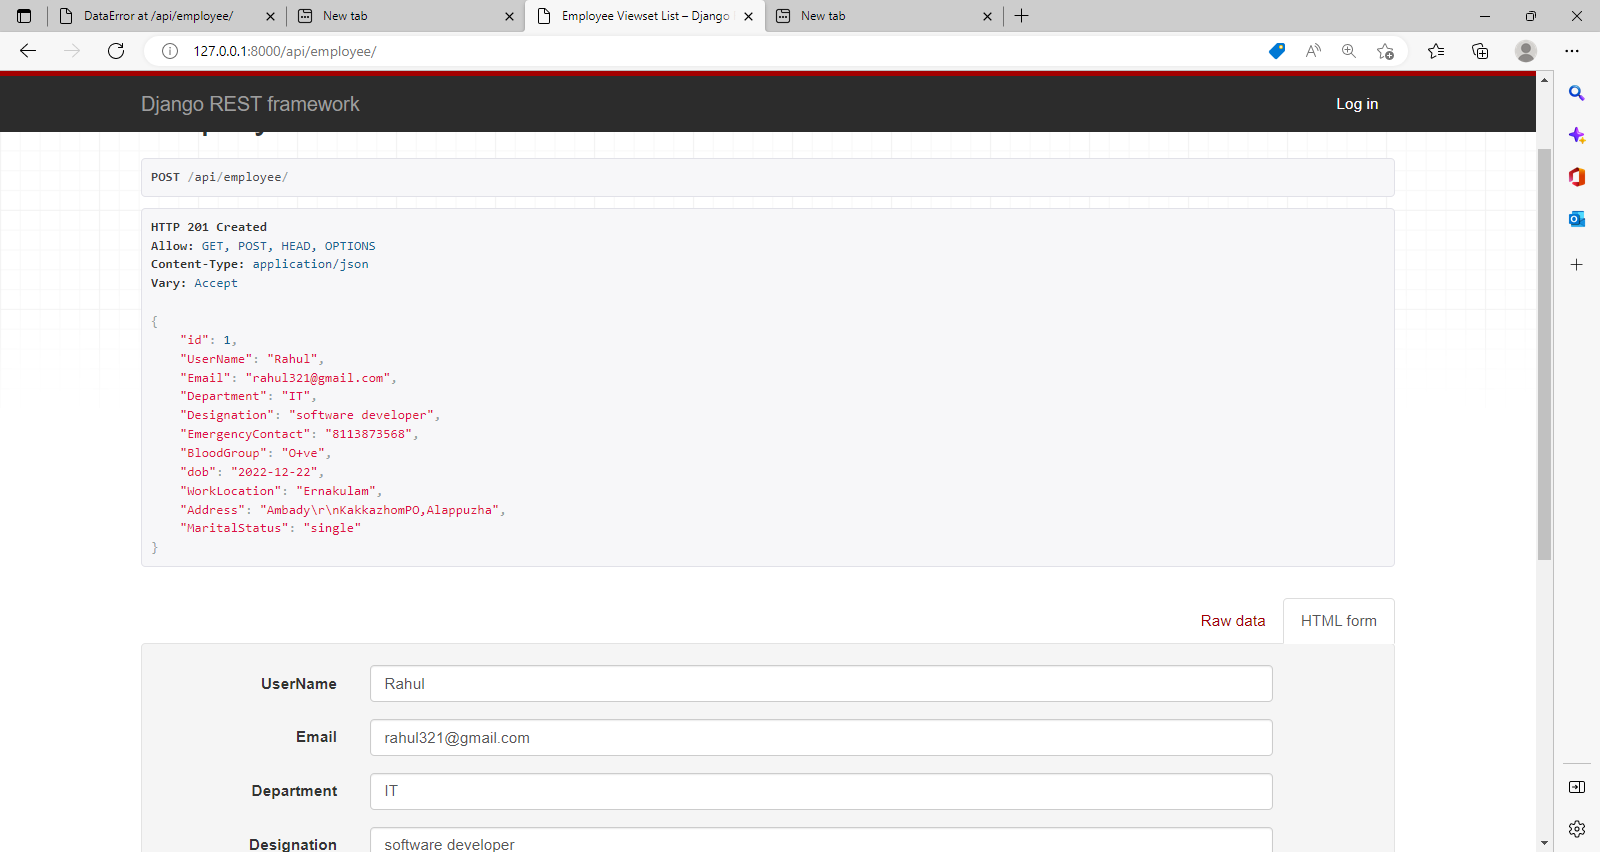 DataError at /api/employee/
New tab
Employee Viewset List – Django
New tab
127.0.0.1:8000/api/employee/
Django REST framework
Log in
POST /api/employee/
HTTP 201 Created
Allow: GET, POST, HEAD, OPTIONS
Content-Type: application/json
Vary: Accept
{
"id": 1,
"UserName": "Rahul",
"Email": "rahul321@gmail.com",
"Department": "IT",
"Designation": "software developer",
"EmergencyContact": "8113873568",
"BloodGroup": "O+ve",
"dob": "2022-12-22",
"WorkLocation": "Ernakulam",
"Address": "Ambady\r\nKakkazhomPO,Alappuzha",
"MaritalStatus": "single"
}
Raw data
HTML form
UserName
Rahul
Email
rahul321@gmail.com
Department
IT
Designation
software developer